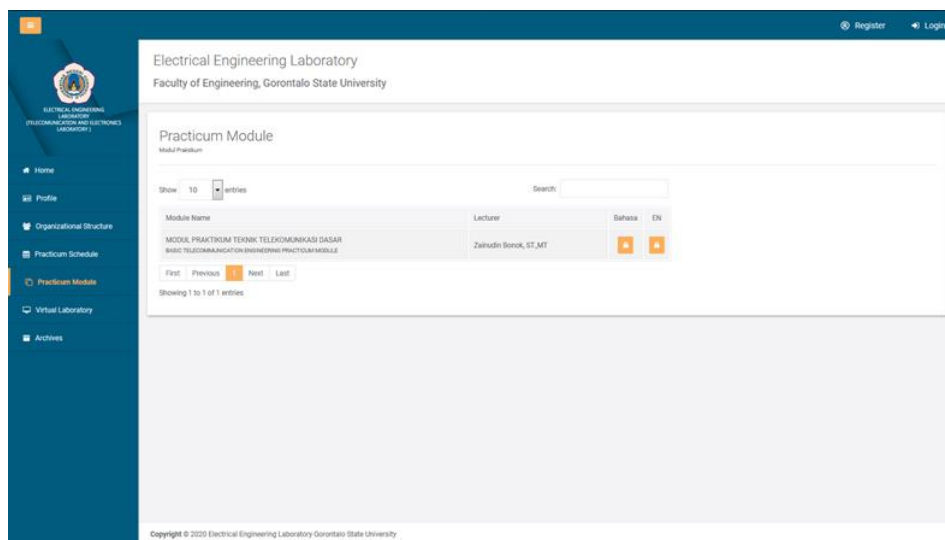 Register Login
Electrical Engineering Laboratory
Faculty of Engineering, Gorontalo State University
ELECTRICAL ENGINEERING
LABORATORY
(TELECOMUNICATION AND ELECTRONICS
LABORATORY )
Home
Profile
Organizational Structure
Practicum Schedule
Practicum Module
Virtual Laboratory
Archives
Practicum Module
Modul Praktikum
Show 10 entries Search:
Module Name Lecturer Bahasa EN
MODUL PRAKTIKUM TEKNIK TELEKOMUNIKASI DASAR
BASIC TELECOMMUNICATION ENGINEERING PRACTICUM MODULE
Zainudin Bonok, ST.,MT
First Previous 1 Next Last
Showing 1 to 1 of 1 entries
Copyright © 2020 Electrical Engineering Laboratory Gorontalo State University